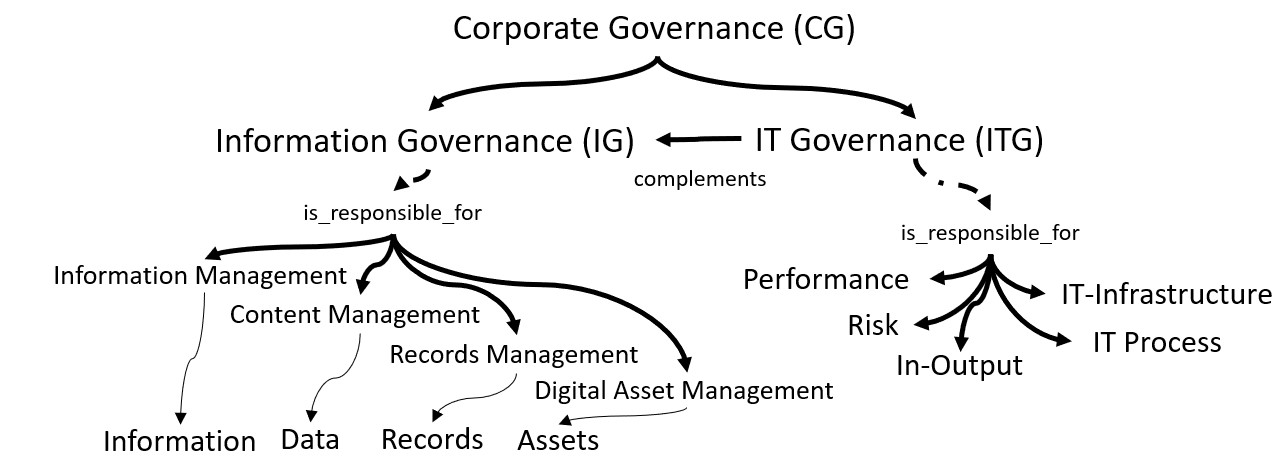 Corporate Governance (CG)
Information Governance (IG)
IT Governance (ITG)
complements
is_responsible_for
is_responsible_for
Information Management
Content Management
Records Management
Digital Asset Management
Information
Data
Records
Assets
Performance
IT-Infrastructure
Risk
IT Process
In-Output